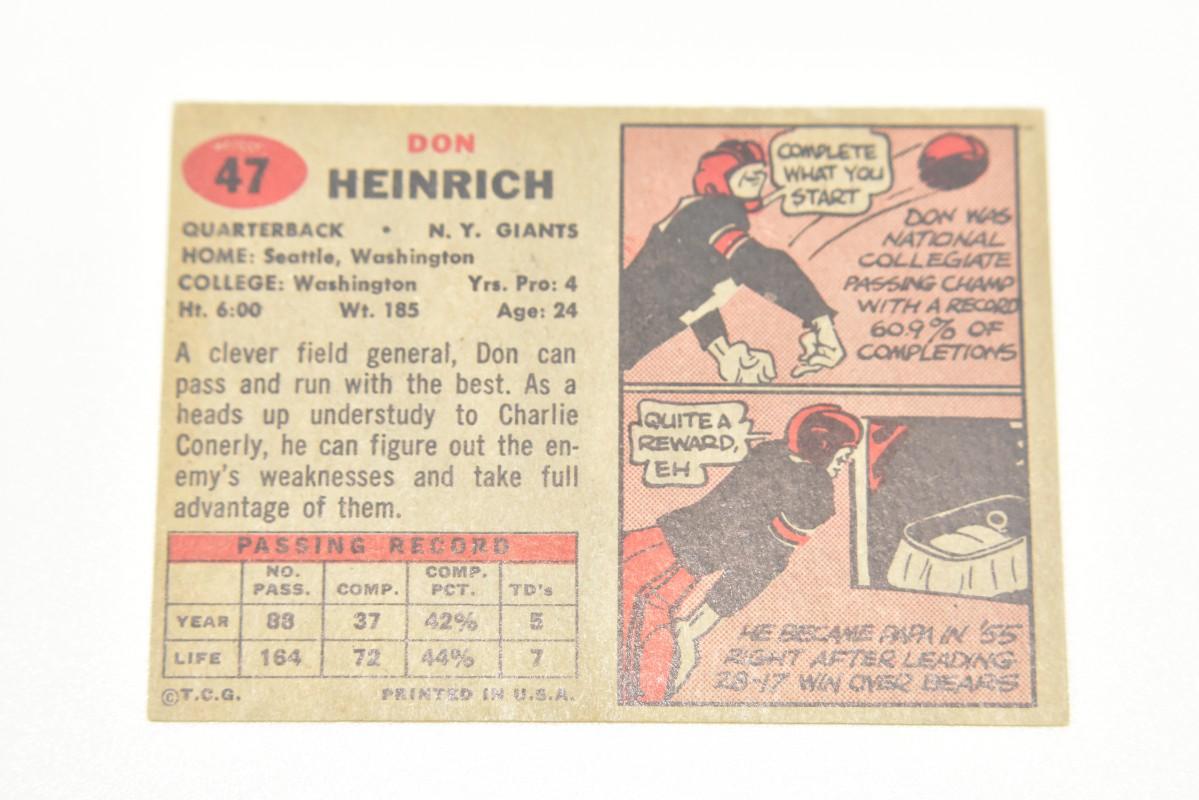 47
DON
HEINRICH
QUARTERBACK • N. Y. GIANTS
HOME: Seattle, Washington
COLLEGE: Washington Yrs. Pro: 4
Ht. 6:00 Wt. 185 Age: 24
A clever field general, Don can
pass and run with the best. As a
heads up understudy to Charlie
Conerly, he can figure out the en-
emy's weaknesses and take full
advantage of them.
PASSING RECORD
NO. PASS. COMP. COMP. PCT. TD's
YEAR 88 37 42% 5
LIFE 164 72 44% 7
©T.C.G. PRINTED IN U.S.A.
COMPLETE
WHAT YOU
START
DON WAS
NATIONAL
COLLEGIATE
PASSING CHAMP
WITH A RECORD
60.9% OF
COMPLETIONS
QUITE A
REWARD,
EH
HE BECAME PAPA IN '55
RIGHT AFTER LEADING
28-17 WIN OVER BEARS